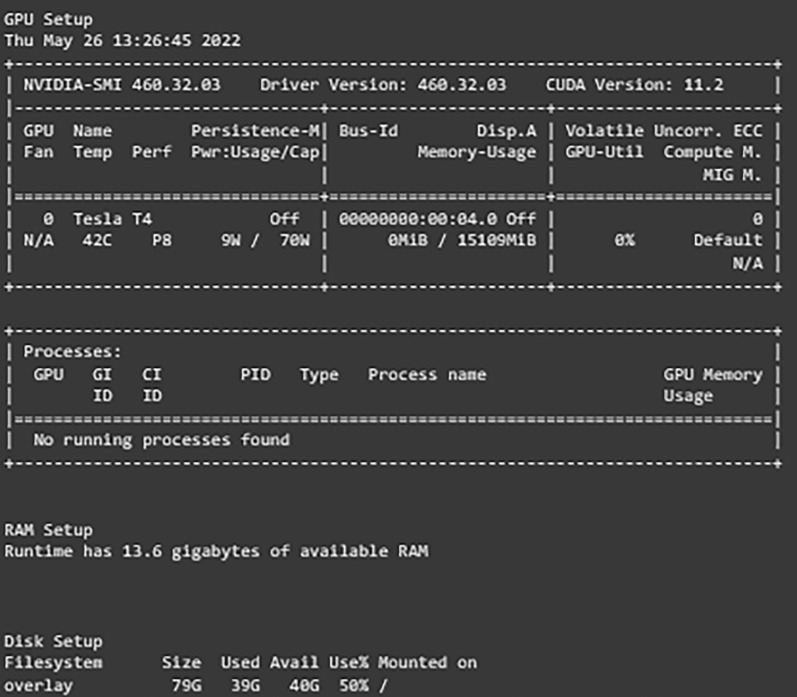 GPU Setup
Thu May 26 13:26:45 2022
+-----------------------------------------------------------------------------+
| NVIDIA-SMI 460.32.03    Driver Version: 460.32.03    CUDA Version: 11.2     |
|-------------------------------+----------------------+----------------------+
| GPU  Name        Persistence-M| Bus-Id        Disp.A | Volatile Uncorr. ECC |
| Fan  Temp  Perf  Pwr:Usage/Cap|         Memory-Usage | GPU-Util  Compute M. |
|                               |                      |               MIG M. |
|===============================+======================+======================|
|   0  Tesla T4            Off  | 00000000:00:04.0 Off |                    0 |
| N/A   42C    P8     9W /  70W |      0MiB / 15109MiB |      0%      Default |
|                               |                      |                  N/A |
+-------------------------------+----------------------+----------------------+

+-----------------------------------------------------------------------------+
| Processes:                                                                  |
|  GPU   GI   CI        PID   Type   Process name                  GPU Memory |
|        ID   ID                                                   Usage      |
|=============================================================================|
|  No running processes found                                                 |
+-----------------------------------------------------------------------------+
RAM Setup
Runtime has 13.6 gigabytes of available RAM
Disk Setup
Filesystem      Size  Used Avail Use% Mounted on
overlay          79G   39G   40G  50% /